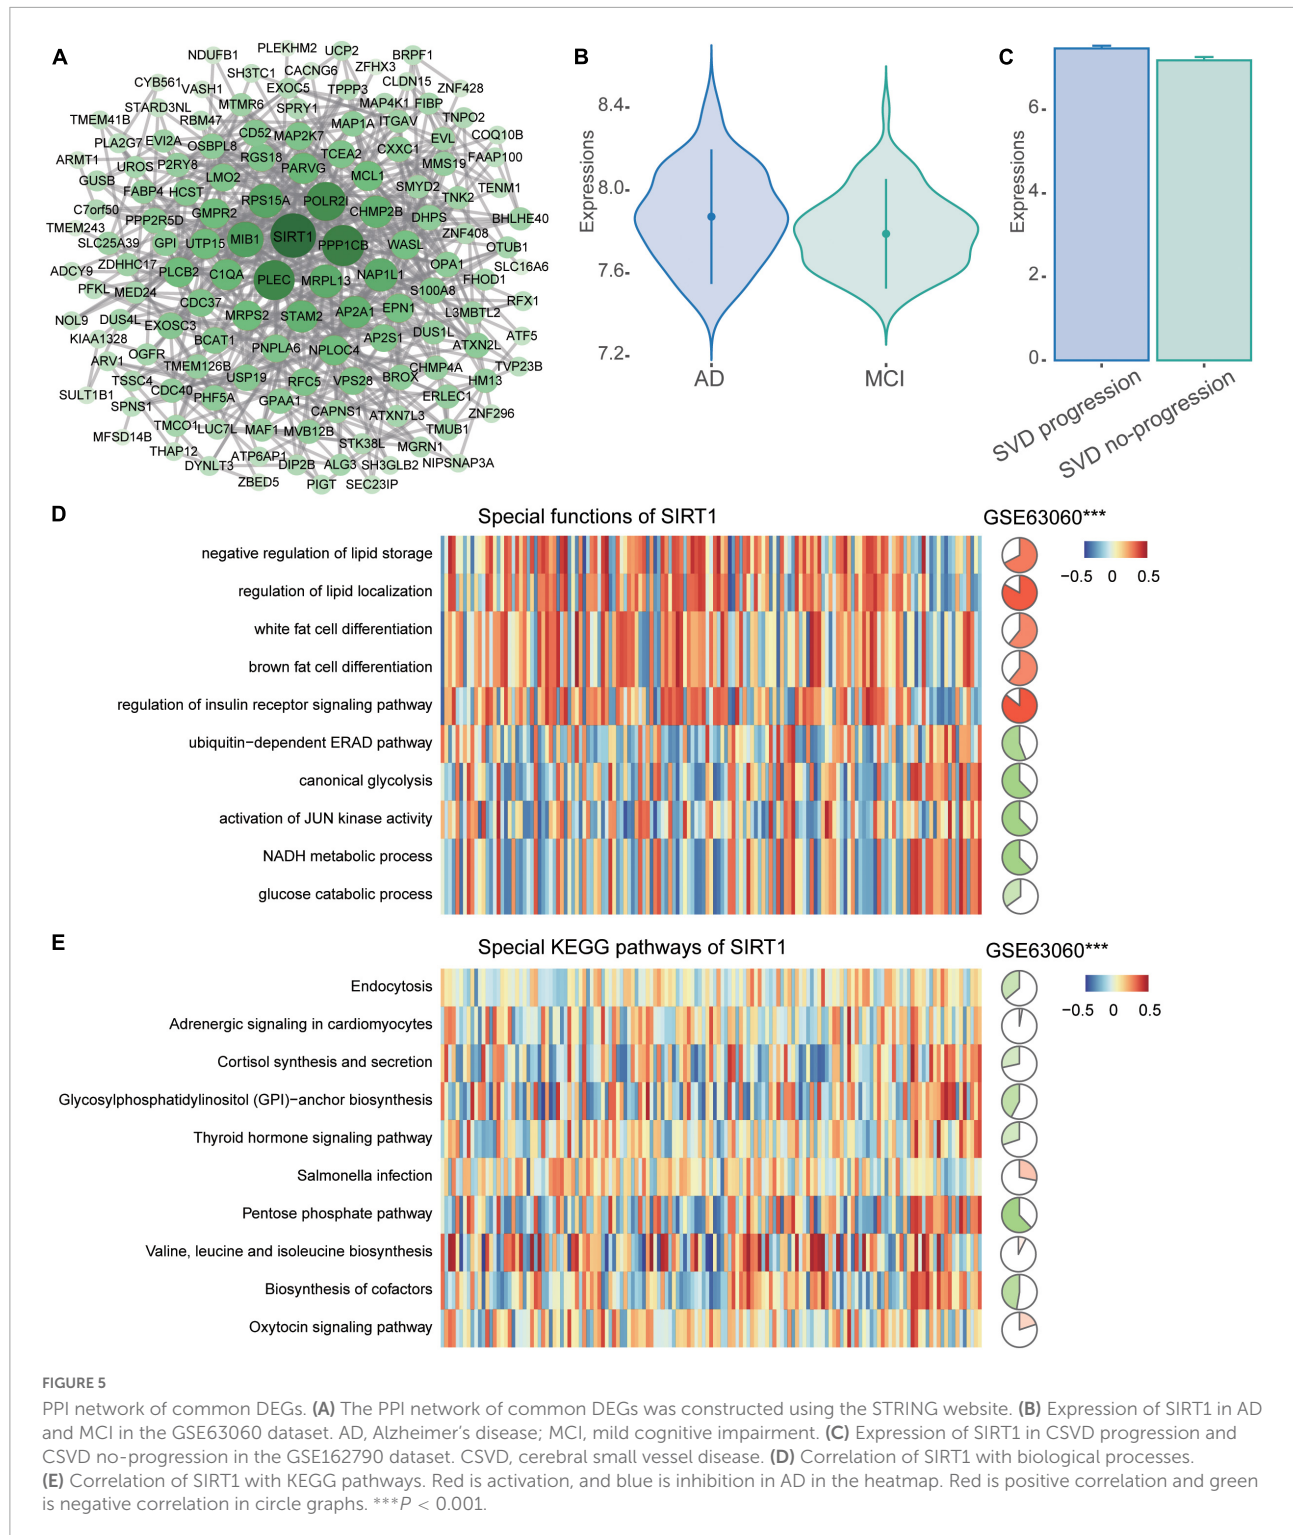 A
NDUFB1
PLEKHM2
UCP2
BRPF1
CYB561
VASH1
SH3TC1
CACNG6
ZFHX3
CLDN15
ZNF428
EXOC5
TPPP3
STARD3NL
MTMR6
SPRY1
MAP4K1
FIBP
TMEM41B
RBM47
MAP1A
ITGAV
TNPO2
CD52
MAP2K7
PLA2G7
EVI2A
OSBPL8
EVL
COQ10B
ARMT1
UROS
P2RY8
RGS18
PARVG
TCEA2
CXXC1
MMS19
FAAP100
GUSB
FABP4
HCST
LMO2
MCL1
SMYD2
TNK2
TENM1
C7orf50
PPP2R5D
GMPR2
RPS15A
POLR2I
CHMP2B
DHPS
BHLHE40
TMEM243
SLC25A39
GPI
UTP15
MIB1
SIRT1
PPP1CB
WASL
ZNF408
OTUB1
ADCY9
ZDHHC17
PLCB2
C1QA
PLEC
MRPL13
NAP1L1
OPA1
SLC16A6
FHOD1
PFKL
MED24
CDC37
S100A8
RFX1
NOL9
DUS4L
EXOSC3
MRPS2
STAM2
AP2A1
EPN1
L3MBTL2
KIAA1328
BCAT1
AP2S1
DUS1L
ATXN2L
ATF5
ARV1
OGFR
TMEM126B
PNPLA6
NPLOC4
CHMP4A
TVP23B
SULT1B1
TSSC4
CDC40
USP19
RFC5
VPS28
BROX
HM13
SPNS1
PHF5A
GPAA1
CAPNS1
ATXN7L3
ERLEC1
ZNF296
MFSD14B
TMCO1
LUC7L
MAF1
MVB12B
TMUB1
THAP12
STK38L
MGRN1
DYNLT3
ATP6AP1
DIP2B
ALG3
SH3GLB2
NIPSNAP3A
ZBED5
PIGT
SEC23IP
B
Expressions
8.4
8.0
7.6
7.2
AD
MCI
C
Expressions
6
4
2
0
SVD progression
SVD no-progression
D
Special functions of SIRT1
GSE63060***
negative regulation of lipid storage
regulation of lipid localization
white fat cell differentiation
brown fat cell differentiation
regulation of insulin receptor signaling pathway
ubiquitin−dependent ERAD pathway
canonical glycolysis
activation of JUN kinase activity
NADH metabolic process
glucose catabolic process
−0.5 0 0.5
E
Special KEGG pathways of SIRT1
GSE63060***
Endocytosis
Adrenergic signaling in cardiomyocytes
Cortisol synthesis and secretion
Glycosylphosphatidylinositol (GPI)−anchor biosynthesis
Thyroid hormone signaling pathway
Salmonella infection
Pentose phosphate pathway
Valine, leucine and isoleucine biosynthesis
Biosynthesis of cofactors
Oxytocin signaling pathway
−0.5 0 0.5
FIGURE 5
PPI network of common DEGs. (A) The PPI network of common DEGs was constructed using the STRING website. (B) Expression of SIRT1 in AD
and MCI in the GSE63060 dataset. AD, Alzheimer's disease; MCI, mild cognitive impairment. (C) Expression of SIRT1 in CSVD progression and
CSVD no-progression in the GSE162790 dataset. CSVD, cerebral small vessel disease. (D) Correlation of SIRT1 with biological processes.
(E) Correlation of SIRT1 with KEGG pathways. Red is activation, and blue is inhibition in AD in the heatmap. Red is positive correlation and green
is negative correlation in circle graphs. ***P < 0.001.